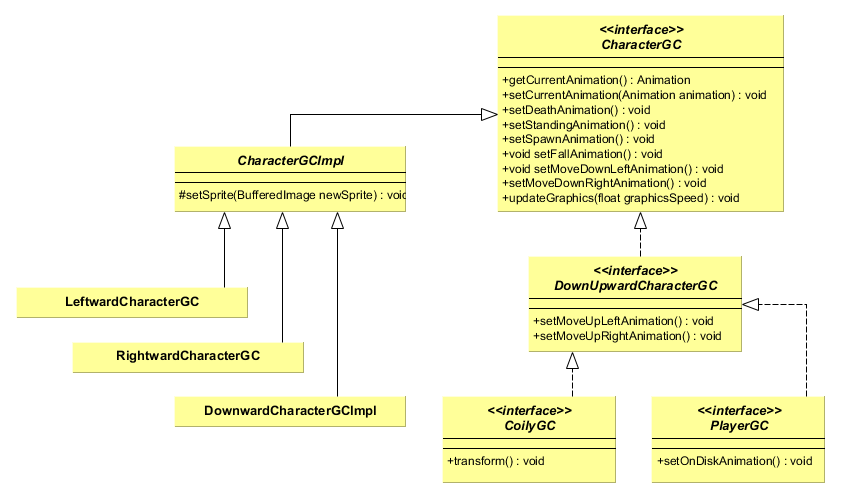 <<interface>>
CharacterGC
+getCurrentAnimation() : Animation
+setCurrentAnimation(Animation animation) : void
+setDeathAnimation() : void
+setStandingAnimation() : void
+setSpawnAnimation() : void
+void setFallAnimation() : void
+void setMoveDownLeftAnimation() : void
+setMoveDownRightAnimation() : void
+updateGraphics(float graphicsSpeed) : void
CharacterGCImpl
#setSprite(BufferedImage newSprite) : void
LeftwardCharacterGC
RightwardCharacterGC
DownwardCharacterGCImpl
<<interface>>
DownUpwardCharacterGC
+setMoveUpLeftAnimation() : void
+setMoveUpRightAnimation() : void
<<interface>>
CoilyGC
+transform() : void
<<interface>>
PlayerGC
+setOnDiskAnimation() : void